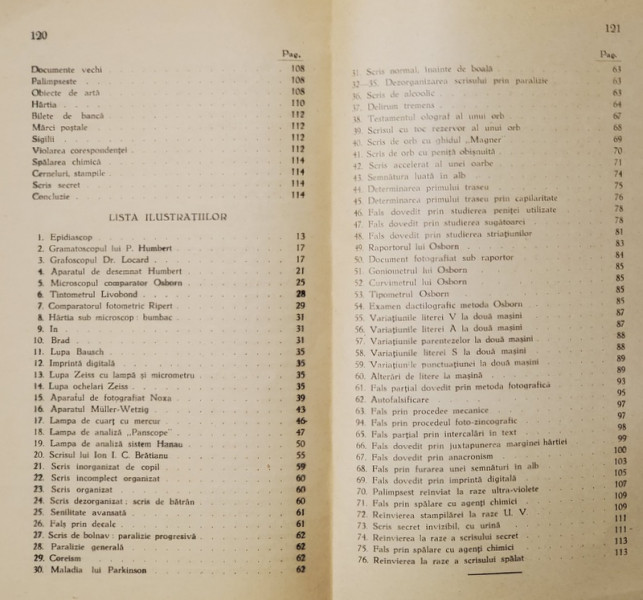 120
Pag.
Documente vechi 108
Palimpseste 108
Obiecte de artă 108
Hârtia 110
Bilete de bancă 112
Mărci poștale 112
Sigilii 112
Violarea corespondenței 112
Spălarea chimică 114
Cerneluri, stampile 114
Scris secret 114
Concluzie 114
LISTA ILUSTRATIILOR
1. Epidiascop 13
2. Gramatoscopul lui P. Humbert 17
3. Grafoscopul Dr. Locard 17
4. Aparatul de desemnat Humbert 21
5. Microscopul comparator Osborn 25
6. Tintometrul Livobond 28
7. Comparatorul fotometric Ripert 29
8. Hârtia sub microscop: bumbac 31
9. In 31
10. Brad 31
11. Lupa Bausch 35
12. Imprintă digitală 35
13. Lupa Zeiss cu lampă și micrometru 35
14. Lupa ochelari Zeiss 35
15. Aparaful de fotografiat Noxa 39
16. Aparatul Müller-Wetzig 43
17. Lampa de cuarț cu mercur 46
18. Lampa de analiză „Panscope" 47
19. Lampa de analiză sistem Hanau 50
20. Scrisul lui Ion I. C. Brătianu 55
21. Scris inorganizat de copil 59
22. Scris incomplect organizat 60
23. Scris organizat 60
24. Scris dezorganizat: scris de bătrân 60
25. Senilitate avansată 61
26. Falș prin decalc 61
27. Scris de bolnav: paralizie progresivă 62
28. Paralizie generală 62
29. Coreism 62
30. Maladia lui Parkinson 62
121
Pag.
31. Scris normal, înainte de boală 63
32—35. Dezorganizarea scrisului prin paralizie 63
36. Scris de alcoolic 63
37. Delirum tremens 64
38. Testamentul olograf al unui orb 67
39. Scrisul cu toc rezervor al unui orb 68
40. Scris de orb cu ghidul „Magner" 69
41. Scris de orb cu peniță obișnuită 70
42. Scris accelerat al unei oarbe 71
43. Semnătura luată în alb 74
44. Determinarea primului traseu 75
45. Determinarea primului traseu prin capilaritate 76
46. Fals dovedit prin studierea peniței utilizate 78
47. Fals dovedit prin studierea sugătoarei 78
48. Fals dovedit prin studierea striațiunilor 81
49. Raportorul lui Osborn 83
50. Document fotografiat sub raportor 84
51. Goniometrul lui Osborn 85
52. Curvimetrul lui Osborn 85
53. Tipometrul Osborn 85
54. Examen dactilografic metoda Osborn 87
55. Variațiunile literei V la două mașini 87
56. Variațiunile literei A la două mașini 87
57. Variațiunile parentezelor la două mașini 88
58. Variațiunile literei S la două mașini 88
59. Variațiunile punctuațiunei la două mașini 89
60. Alterări de litere la mașină 89
61. Fals parțial dovedit prin metoda fotografică 93
62. Autofalsificare 95
63. Fals prin procedee mecanice 97
94. Fals prin procedeul foto-zincografic 97
65. Fals parțial prin intercalări în text 98
66. Fals dovedit prin juxtapunerea marginei hârtiei 99
67. Fals dovedit prin anacronism 100
68. Fals prin furarea unei semnături în alb 103
69. Fals dovedit prin imprintă digitală 105
70. Palimpsest reînviat la raze ultra-violete 107
71. Fals prin spălare cu agenți chimici 109
72. Reînvierea stampilărei la raze U. V. 109
73. Scris secret invizibil, cu urină 111
74. Reînvierea la raze a scrisului secret 111
75. Fals prin spălare cu agenți chimici 113
76. Reînvierea la raze a scrisului spălat 113